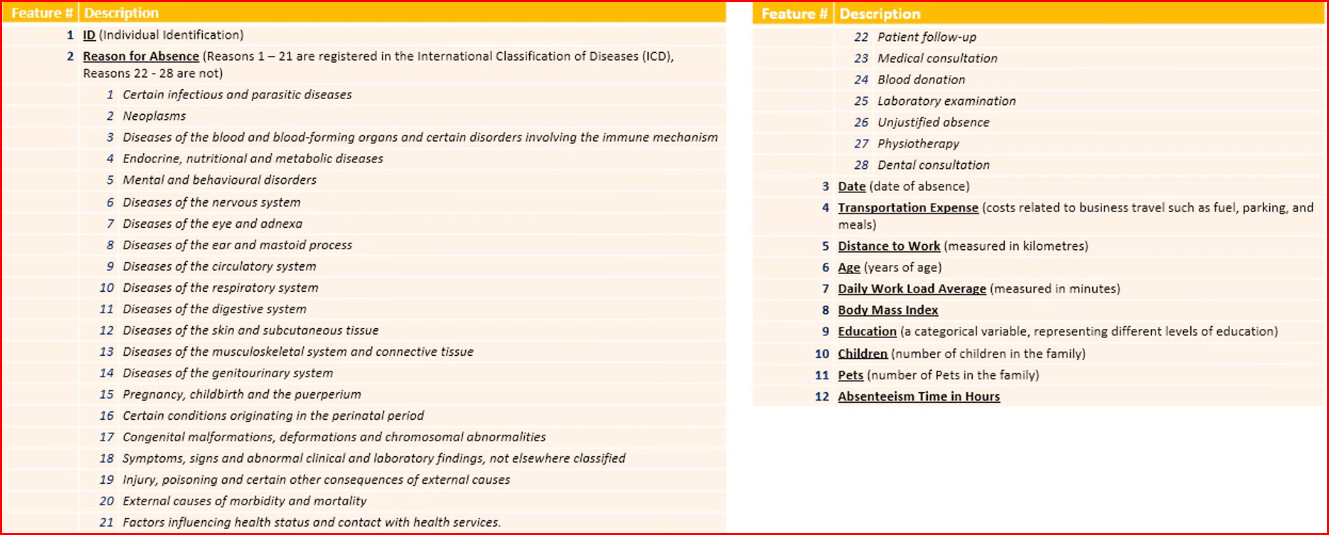 Feature # Description
1 ID (Individual Identification)
2 Reason for Absence (Reasons 1 – 21 are registered in the International Classification of Diseases (ICD),
Reasons 22 - 28 are not)
1 Certain infectious and parasitic diseases
2 Neoplasms
3 Diseases of the blood and blood-forming organs and certain disorders involving the immune mechanism
4 Endocrine, nutritional and metabolic diseases
5 Mental and behavioural disorders
6 Diseases of the nervous system
7 Diseases of the eye and adnexa
8 Diseases of the ear and mastoid process
9 Diseases of the circulatory system
10 Diseases of the respiratory system
11 Diseases of the digestive system
12 Diseases of the skin and subcutaneous tissue
13 Diseases of the musculoskeletal system and connective tissue
14 Diseases of the genitourinary system
15 Pregnancy, childbirth and the puerperium
16 Certain conditions originating in the perinatal period
17 Congenital malformations, deformations and chromosomal abnormalities
18 Symptoms, signs and abnormal clinical and laboratory findings, not elsewhere classified
19 Injury, poisoning and certain other consequences of external causes
20 External causes of morbidity and mortality
21 Factors influencing health status and contact with health services.
Feature # Description
22 Patient follow-up
23 Medical consultation
24 Blood donation
25 Laboratory examination
26 Unjustified absence
27 Physiotherapy
28 Dental consultation
3 Date (date of absence)
4 Transportation Expense (costs related to business travel such as fuel, parking, and
meals)
5 Distance to Work (measured in kilometres)
6 Age (years of age)
7 Daily Work Load Average (measured in minutes)
8 Body Mass Index
9 Education (a categorical variable, representing different levels of education)
10 Children (number of children in the family)
11 Pets (number of Pets in the family)
12 Absenteeism Time in Hours